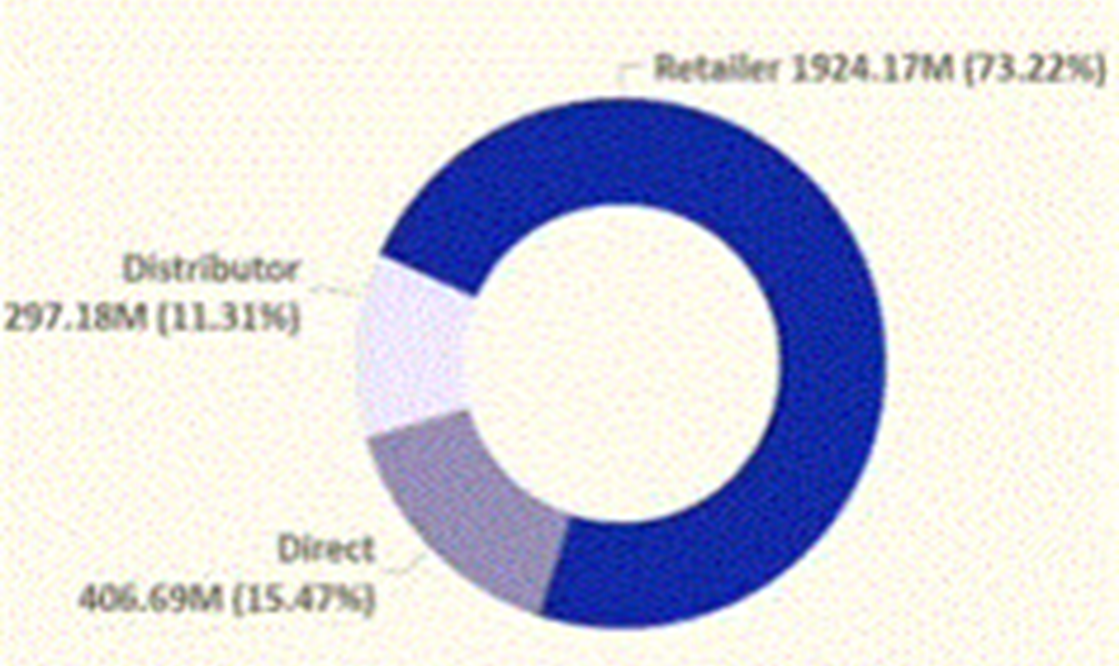 Retailer 1924.17M (73.22%)
Distributor
297.18M (11.31%)
Direct
406.69M (15.47%)